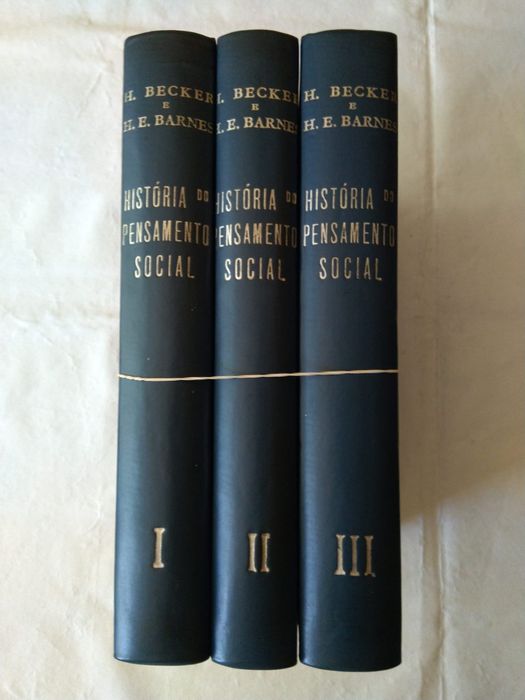 H. BECKER
E
H. E. BARNES
HISTÓRIA DO
PENSAMENTO
SOCIAL
I
H. BECKER
E
H. E. BARNES
HISTÓRIA DO
PENSAMENTO
SOCIAL
II
H. BECKER
E
H. E. BARNES
HISTÓRIA DO
PENSAMENTO
SOCIAL
III